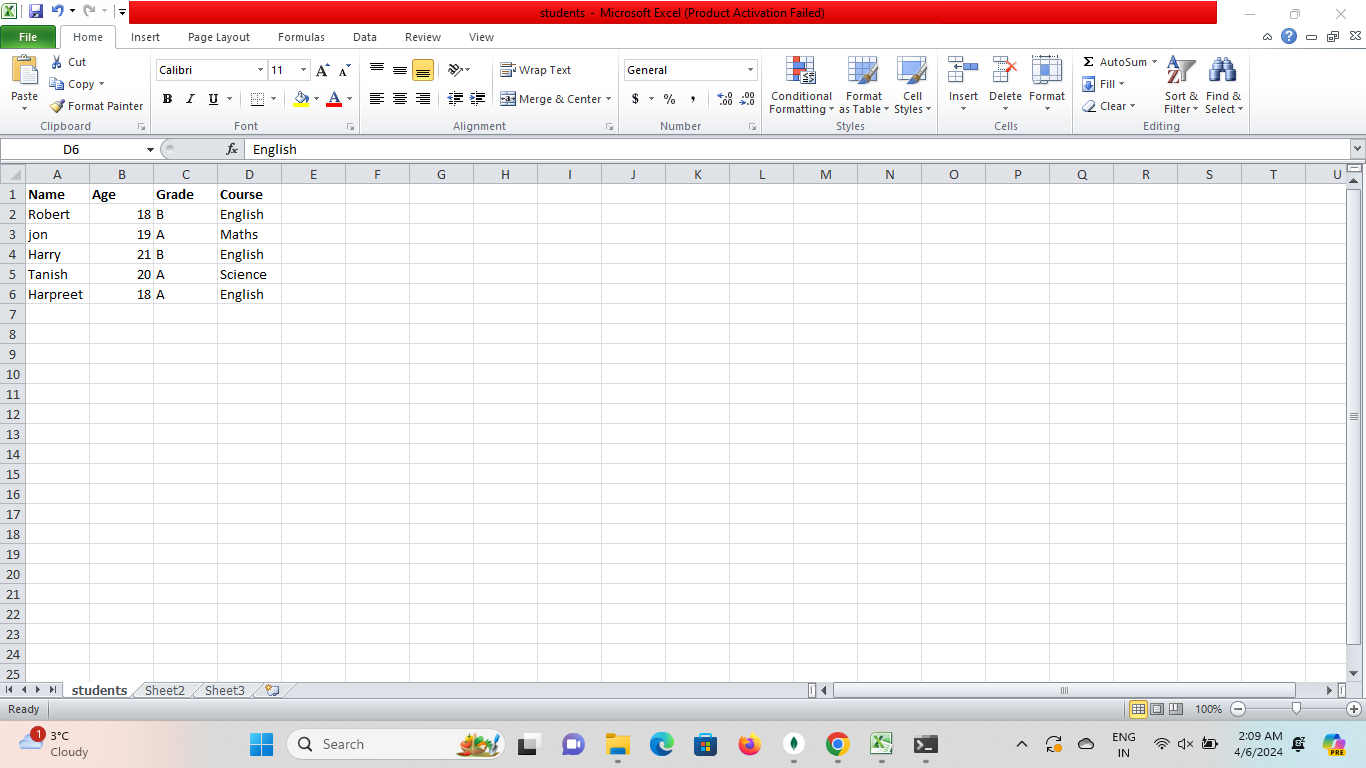 students - Microsoft Excel (Product Activation Failed)
File Home Insert Page Layout Formulas Data Review View
Paste Cut Copy Format Painter
Clipboard
Calibri 11 A A
B I U A
Font
Wrap Text
Merge & Center
Alignment
General
$ % , .0 .00 .00 .0
Number
Conditional Formatting
Format as Table
Cell Styles
Styles
Insert Delete Format
Cells
Σ AutoSum
Fill
Clear
Sort & Filter
Find & Select
Editing
D6 fx English
A B C D E F G H I J K L M N O P Q R S T U
1 Name Age Grade Course
2 Robert 18 B English
3 jon 19 A Maths
4 Harry 21 B English
5 Tanish 20 A Science
6 Harpreet 18 A English
7
8
9
10
11
12
13
14
15
16
17
18
19
20
21
22
23
24
25
students Sheet2 Sheet3
Ready 100%
1 3°C
Cloudy
Search
ENG
IN
2:09 AM
4/6/2024
PRE